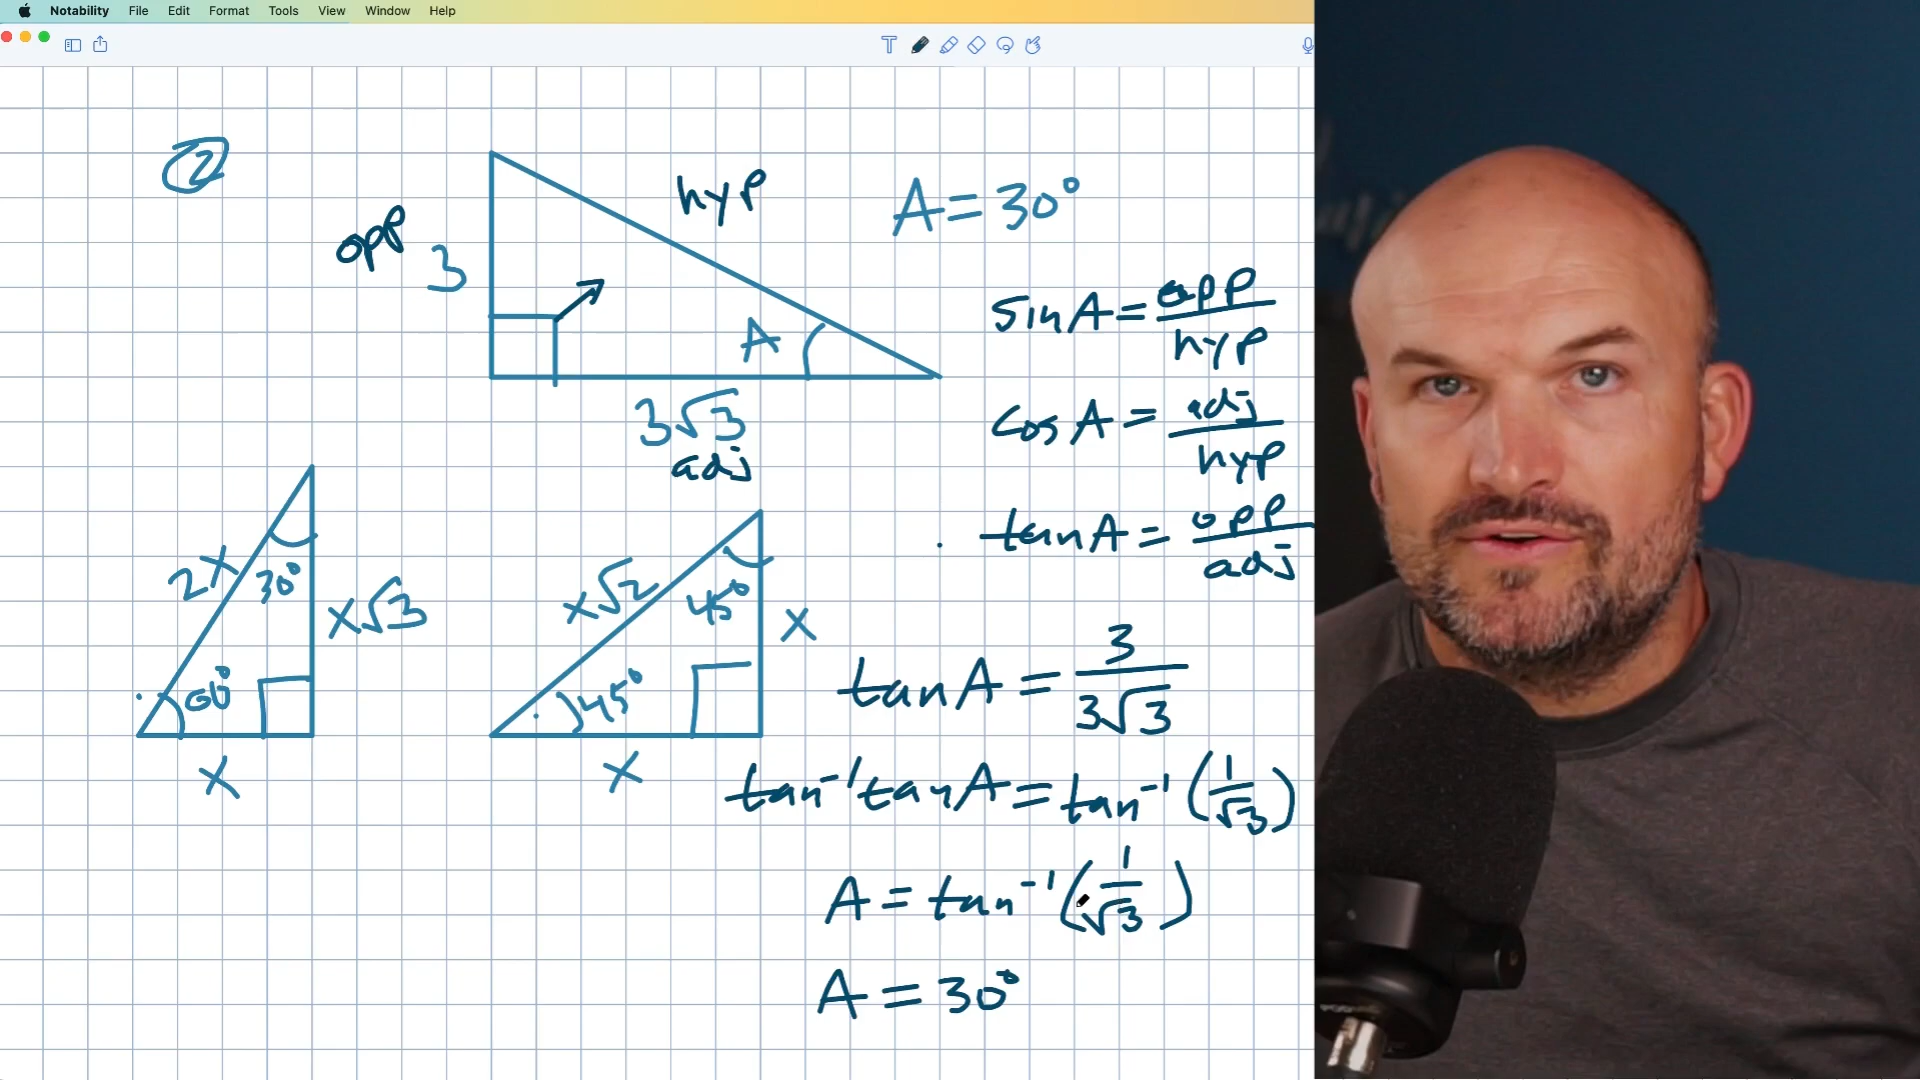 Notability File Edit Format Tools View Window Help
②
opp
3
hyp
A = 30°
A
3√3
adj
sin A = opp/hyp
cos A = adj/hyp
tan A = opp/adj
2x
30°
x√3
60°
x
x√2
45°
x
45°
x
tan A = 3/3√3
tan⁻¹ tan A = tan⁻¹ (1/√3)
A = tan⁻¹ (1/√3)
A = 30°